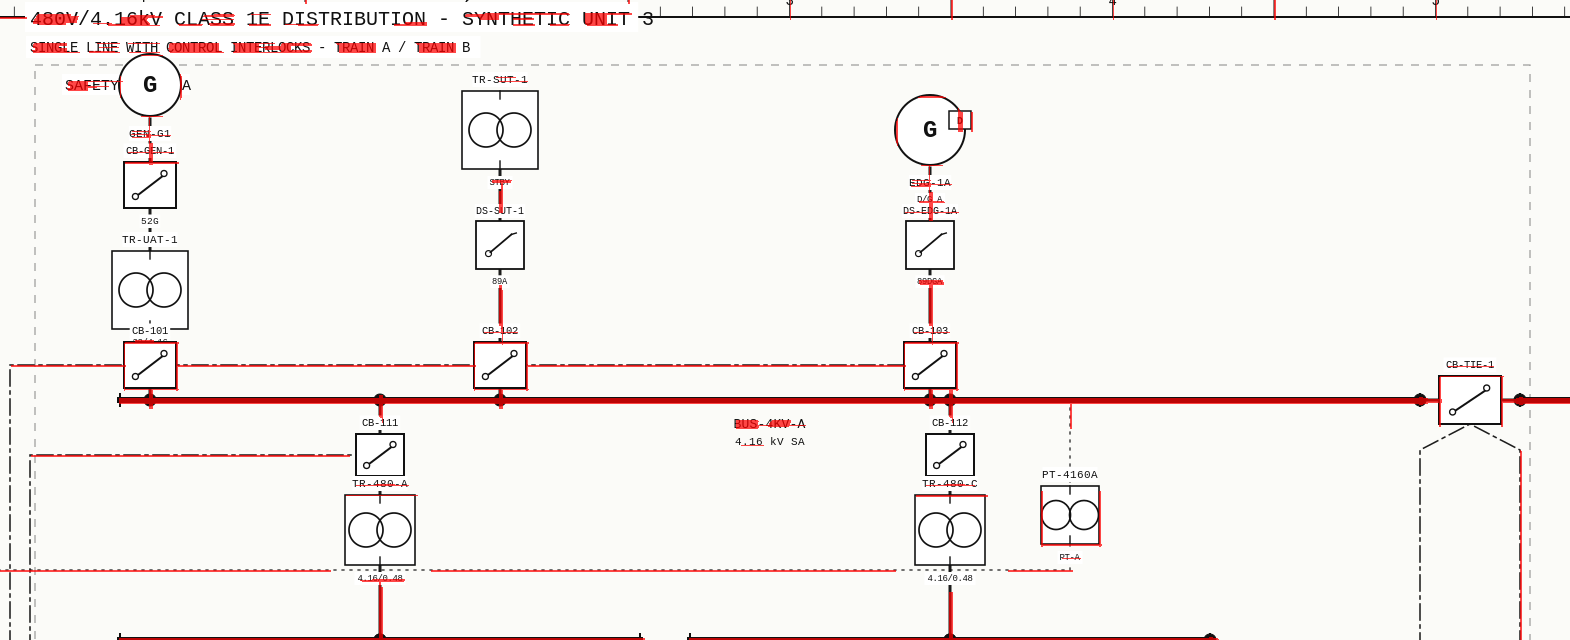 3 4 5
480V/4.16kV CLASS 1E DISTRIBUTION - SYNTHETIC UNIT 3
SINGLE LINE WITH CONTROL INTERLOCKS - TRAIN A / TRAIN B
SAFETY A
G
GEN-G1
CB-GEN-1
52G
TR-UAT-1
CB-101
TR-SUT-1
STBY
DS-SUT-1
89A
CB-102
G
D
EDG-1A
D/G A
DS-EDG-1A
CB-103
CB-TIE-1
CB-111
BUS-4KV-A
4.16 kV SA
CB-112
TR-480-A
TR-480-C
PT-4160A
PT-A
4.16/0.48
4.16/0.48